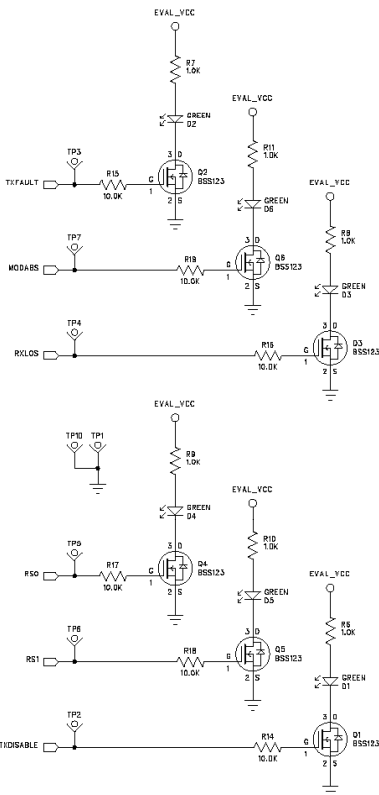 EVAL_VCC
R7
1.0K
EVAL_VCC
GREEN
D2
TP3
R15
10.0K
TXFAULT
3 D
G
1
2 S
Q2
BSS123
R11
1.0K
EVAL_VCC
GREEN
D6
TP7
R19
10.0K
MODABS
3 D
G
1
2 S
Q6
BSS123
R8
1.0K
GREEN
D3
TP4
R16
10.0K
RXLOS
3 D
G
1
2 S
Q3
BSS123
EVAL_VCC
TP10
TP1
R9
1.0K
EVAL_VCC
GREEN
D4
TP5
R17
10.0K
RS0
3 D
G
1
2 S
Q4
BSS123
R10
1.0K
EVAL_VCC
GREEN
D5
TP6
R18
10.0K
RS1
3 D
G
1
2 S
Q5
BSS123
R6
1.0K
GREEN
D1
TP2
R14
10.0K
TXDISABLE
3 D
G
1
2 S
Q1
BSS123